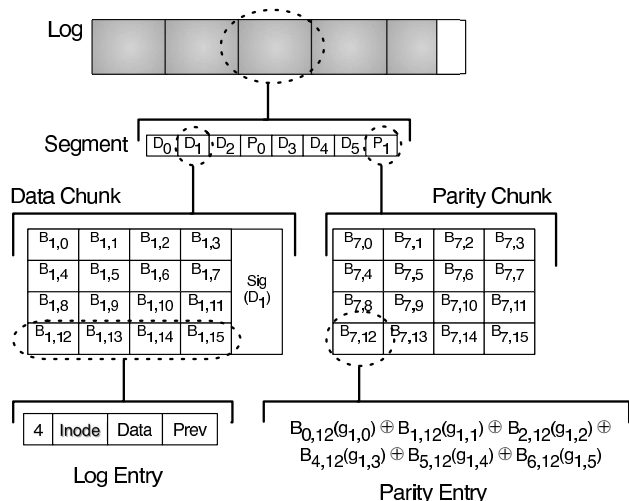 Log
Segment D0 D1 D2 P0 D3 D4 D5 P1
Data Chunk
Parity Chunk
B1,0 B1,1 B1,2 B1,3
B1,4 B1,5 B1,6 B1,7
B1,8 B1,9 B1,10 B1,11
B1,12 B1,13 B1,14 B1,15
Sig
(D1)
B7,0 B7,1 B7,2 B7,3
B7,4 B7,5 B7,6 B7,7
B7,8 B7,9 B7,10 B7,11
B7,12 B7,13 B7,14 B7,15
4 Inode Data Prev
Log Entry
B0,12(g1,0) ⊕ B1,12(g1,1) ⊕ B2,12(g1,2) ⊕
B4,12(g1,3) ⊕ B5,12(g1,4) ⊕ B6,12(g1,5)
Parity Entry